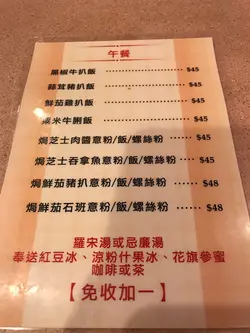 午餐
黑椒牛扒飯 $45
蒜茸豬扒飯 $45
鮮茄雞扒飯 $45
粟米牛脷飯 $45
焗芝士肉醬意粉/飯/螺絲粉 $45
焗芝士吞拿魚意粉/飯/螺絲粉 $45
焗鮮茄豬扒意粉/飯/螺絲粉 $48
焗鮮茄石班意粉/飯/螺絲粉 $48
羅宋湯或忌廉湯
奉送紅豆冰、涼粉什果冰、花旗參蜜
咖啡或茶
【免收加一】